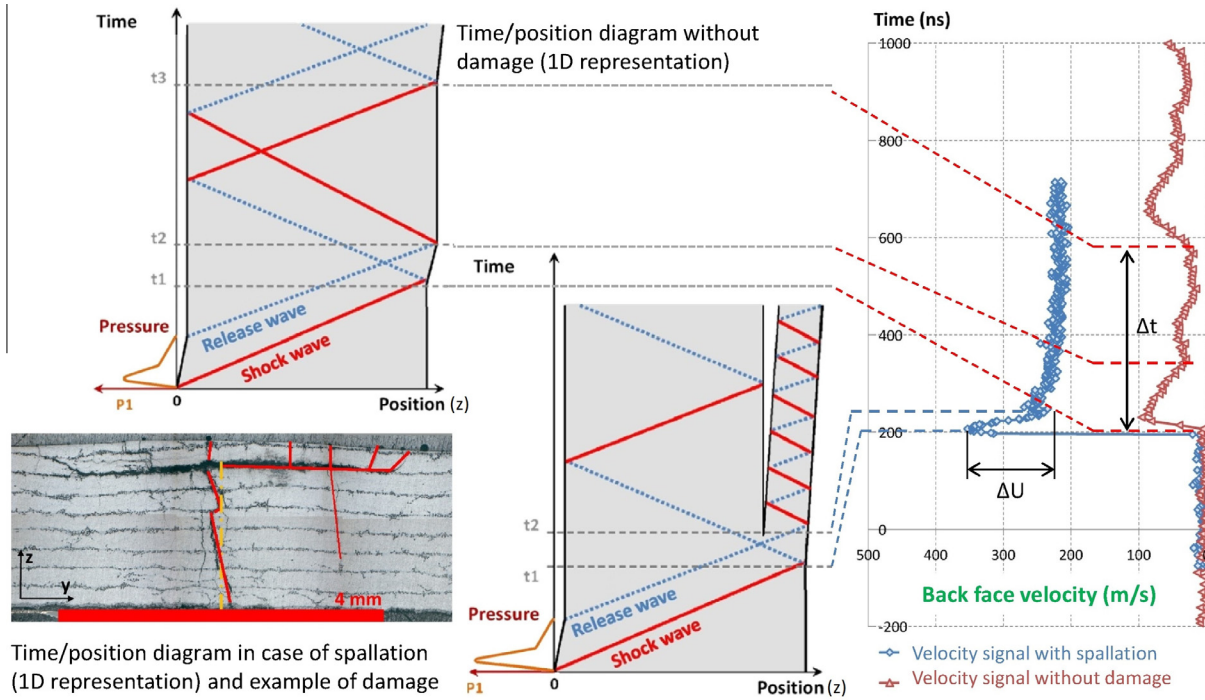 Time
Time/position diagram without
damage (1D representation)
t3
t2
t1
Pressure
Release wave
Shock wave
P1
0
Position (z)
Time
t2
t1
Pressure
Release wave
Shock wave
P1
0
Position (z)
z
y
4 mm
Time/position diagram in case of spallation
(1D representation) and example of damage
Time (ns)
1000
800
600
400
200
0
-200
500
400
300
200
100
0
Δt
ΔU
Back face velocity (m/s)
Velocity signal with spallation
Velocity signal without damage